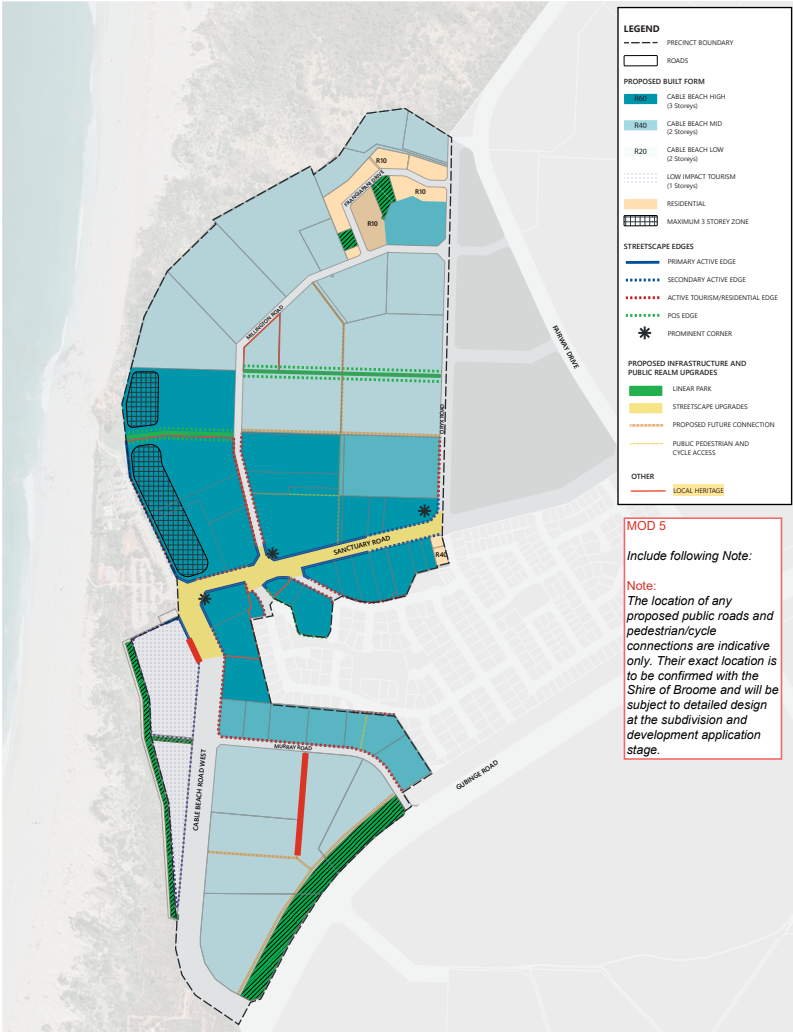 LEGEND
PRECINCT BOUNDARY
ROADS
PROPOSED BUILT FORM
R60
CABLE BEACH HIGH
(3 Storeys)
R40
CABLE BEACH MID
(2 Storeys)
R20
CABLE BEACH LOW
(2 Storeys)
LOW IMPACT TOURISM
(1 Storeys)
RESIDENTIAL
MAXIMUM 3 STOREY ZONE
STREETSCAPE EDGES
PRIMARY ACTIVE EDGE
SECONDARY ACTIVE EDGE
ACTIVE TOURISM/RESIDENTIAL EDGE
POS EDGE
PROMINENT CORNER
PROPOSED INFRASTRUCTURE AND
PUBLIC REALM UPGRADES
LINEAR PARK
STREETSCAPE UPGRADES
PROPOSED FUTURE CONNECTION
PUBLIC PEDESTRIAN AND
CYCLE ACCESS
OTHER
LOCAL HERITAGE
MOD 5
Include following Note:
Note:
The location of any
proposed public roads and
pedestrian/cycle
connections are indicative
only. Their exact location is
to be confirmed with the
Shire of Broome and will be
subject to detailed design
at the subdivision and
development application
stage.
R10
FRANGAPANI DRIVE
R10
R10
MILLINGTON ROAD
FAIRWAY DRIVE
SANCTUARY ROAD
R40
MURRAY ROAD
CABLE BEACH ROAD WEST
GUBINGE ROAD